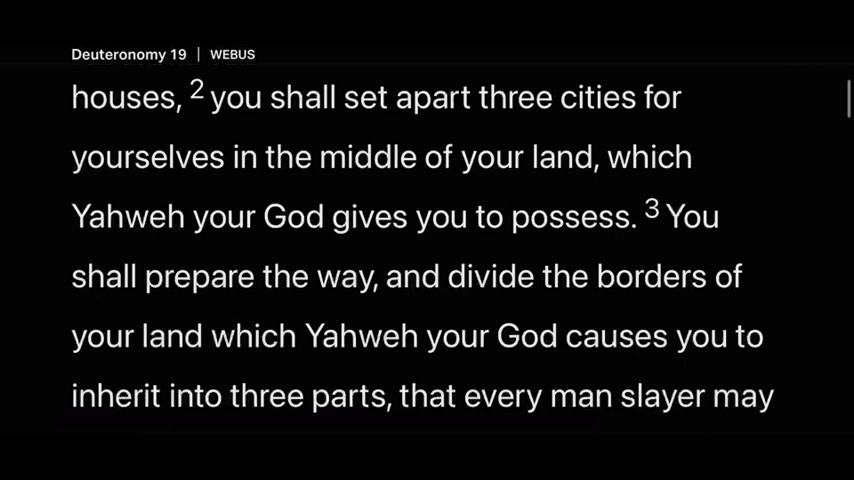 Deuteronomy 19 | WEBUS
houses, 2 you shall set apart three cities for
yourselves in the middle of your land, which
Yahweh your God gives you to possess. 3 You
shall prepare the way, and divide the borders of
your land which Yahweh your God causes you to
inherit into three parts, that every man slayer may